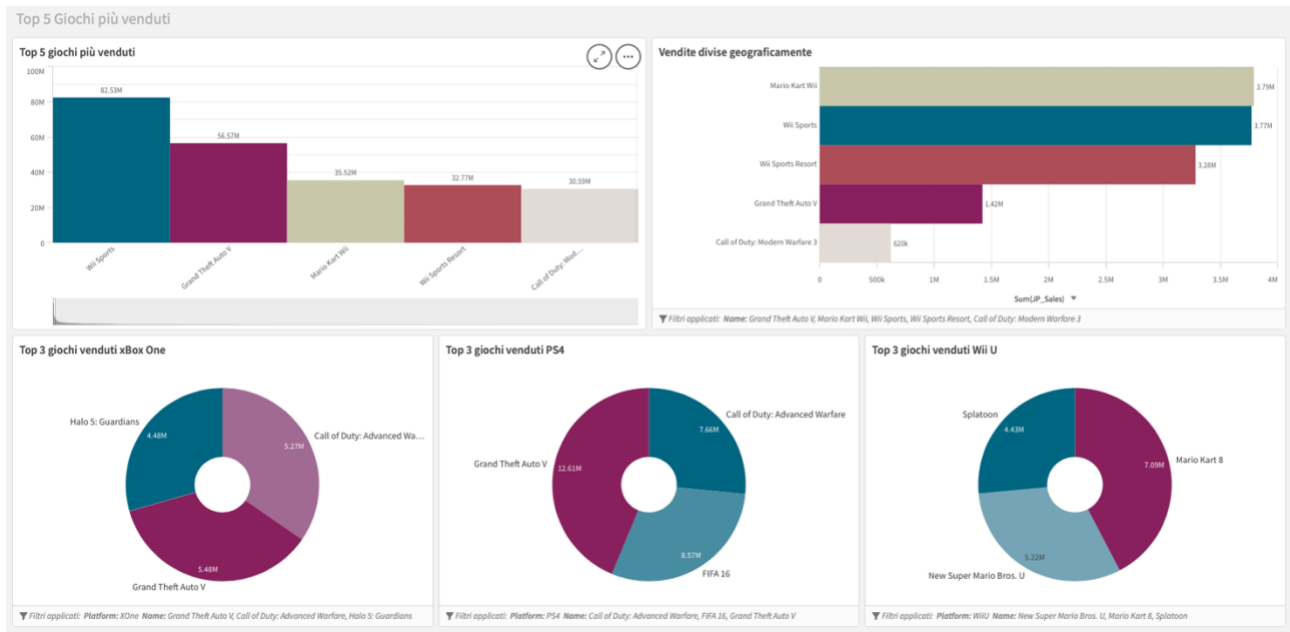 Top 5 Giochi più venduti
Top 5 giochi più venduti
100M
80M
60M
40M
20M
0
82.53M
56.57M
35.52M
32.77M
30.59M
Wii Sports
Grand Theft Auto V
Mario Kart Wii
Wii Sports Resort
Call of Duty: Mod...
Vendite divise geograficamente
Mario Kart Wii
3.79M
Wii Sports
3.77M
Wii Sports Resort
3.28M
Grand Theft Auto V
1.42M
Call of Duty: Modern Warfare 3
620k
0 500k 1M 1.5M 2M 2.5M 3M 3.5M 4M
Sum(JP_Sales)
Filtri applicati: Name: Grand Theft Auto V, Mario Kart Wii, Wii Sports, Wii Sports Resort, Call of Duty: Modern Warfare 3
Top 3 giochi venduti xBox One
Halo 5: Guardians
4.48M
Call of Duty: Advanced Wa...
5.27M
5.48M
Grand Theft Auto V
Filtri applicati: Platform: XOne Name: Grand Theft Auto V, Call of Duty: Advanced Warfare, Halo 5: Guardians
Top 3 giochi venduti PS4
Call of Duty: Advanced Warfare
7.66M
Grand Theft Auto V
12.61M
8.57M
FIFA 16
Filtri applicati: Platform: PS4 Name: Call of Duty: Advanced Warfare, FIFA 16, Grand Theft Auto V
Top 3 giochi venduti Wii U
Splatoon
4.43M
Mario Kart 8
7.09M
5.22M
New Super Mario Bros. U
Filtri applicati: Platform: WiiU Name: New Super Mario Bros. U, Mario Kart 8, Splatoon